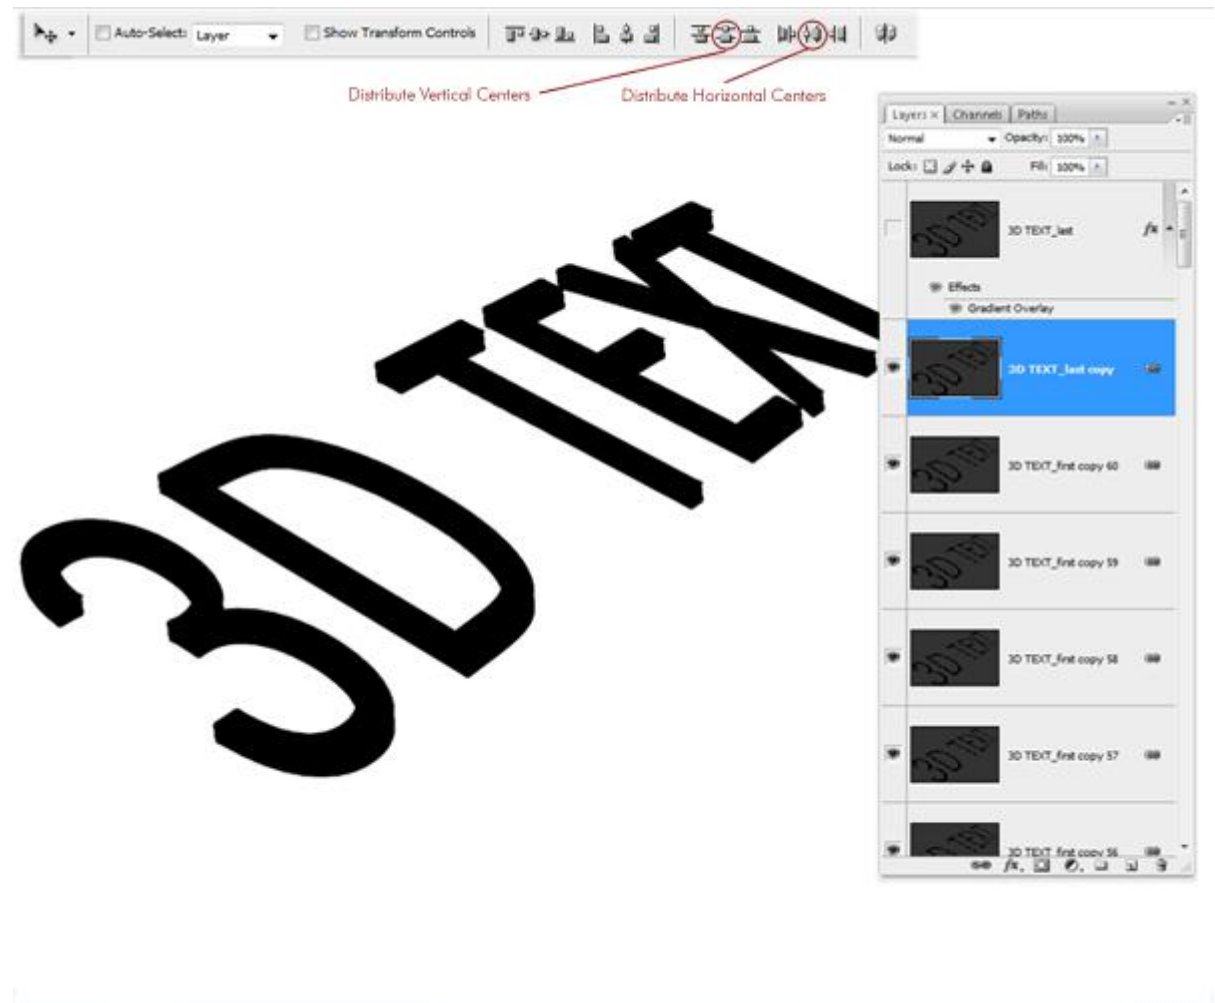 Auto-Select: Layer Show Transform Controls
Distribute Vertical Centers Distribute Horizontal Centers
Layers × Channels Paths
Normal Opacity: 100%
Lock: Fill: 100%
3D TEXT_last fx
Effects
Gradient Overlay
3D TEXT_last copy
3D TEXT_first copy 60
3D TEXT_first copy 59
3D TEXT_first copy 58
3D TEXT_first copy 57
3D TEXT_first copy 56
fx.
3D TEXT